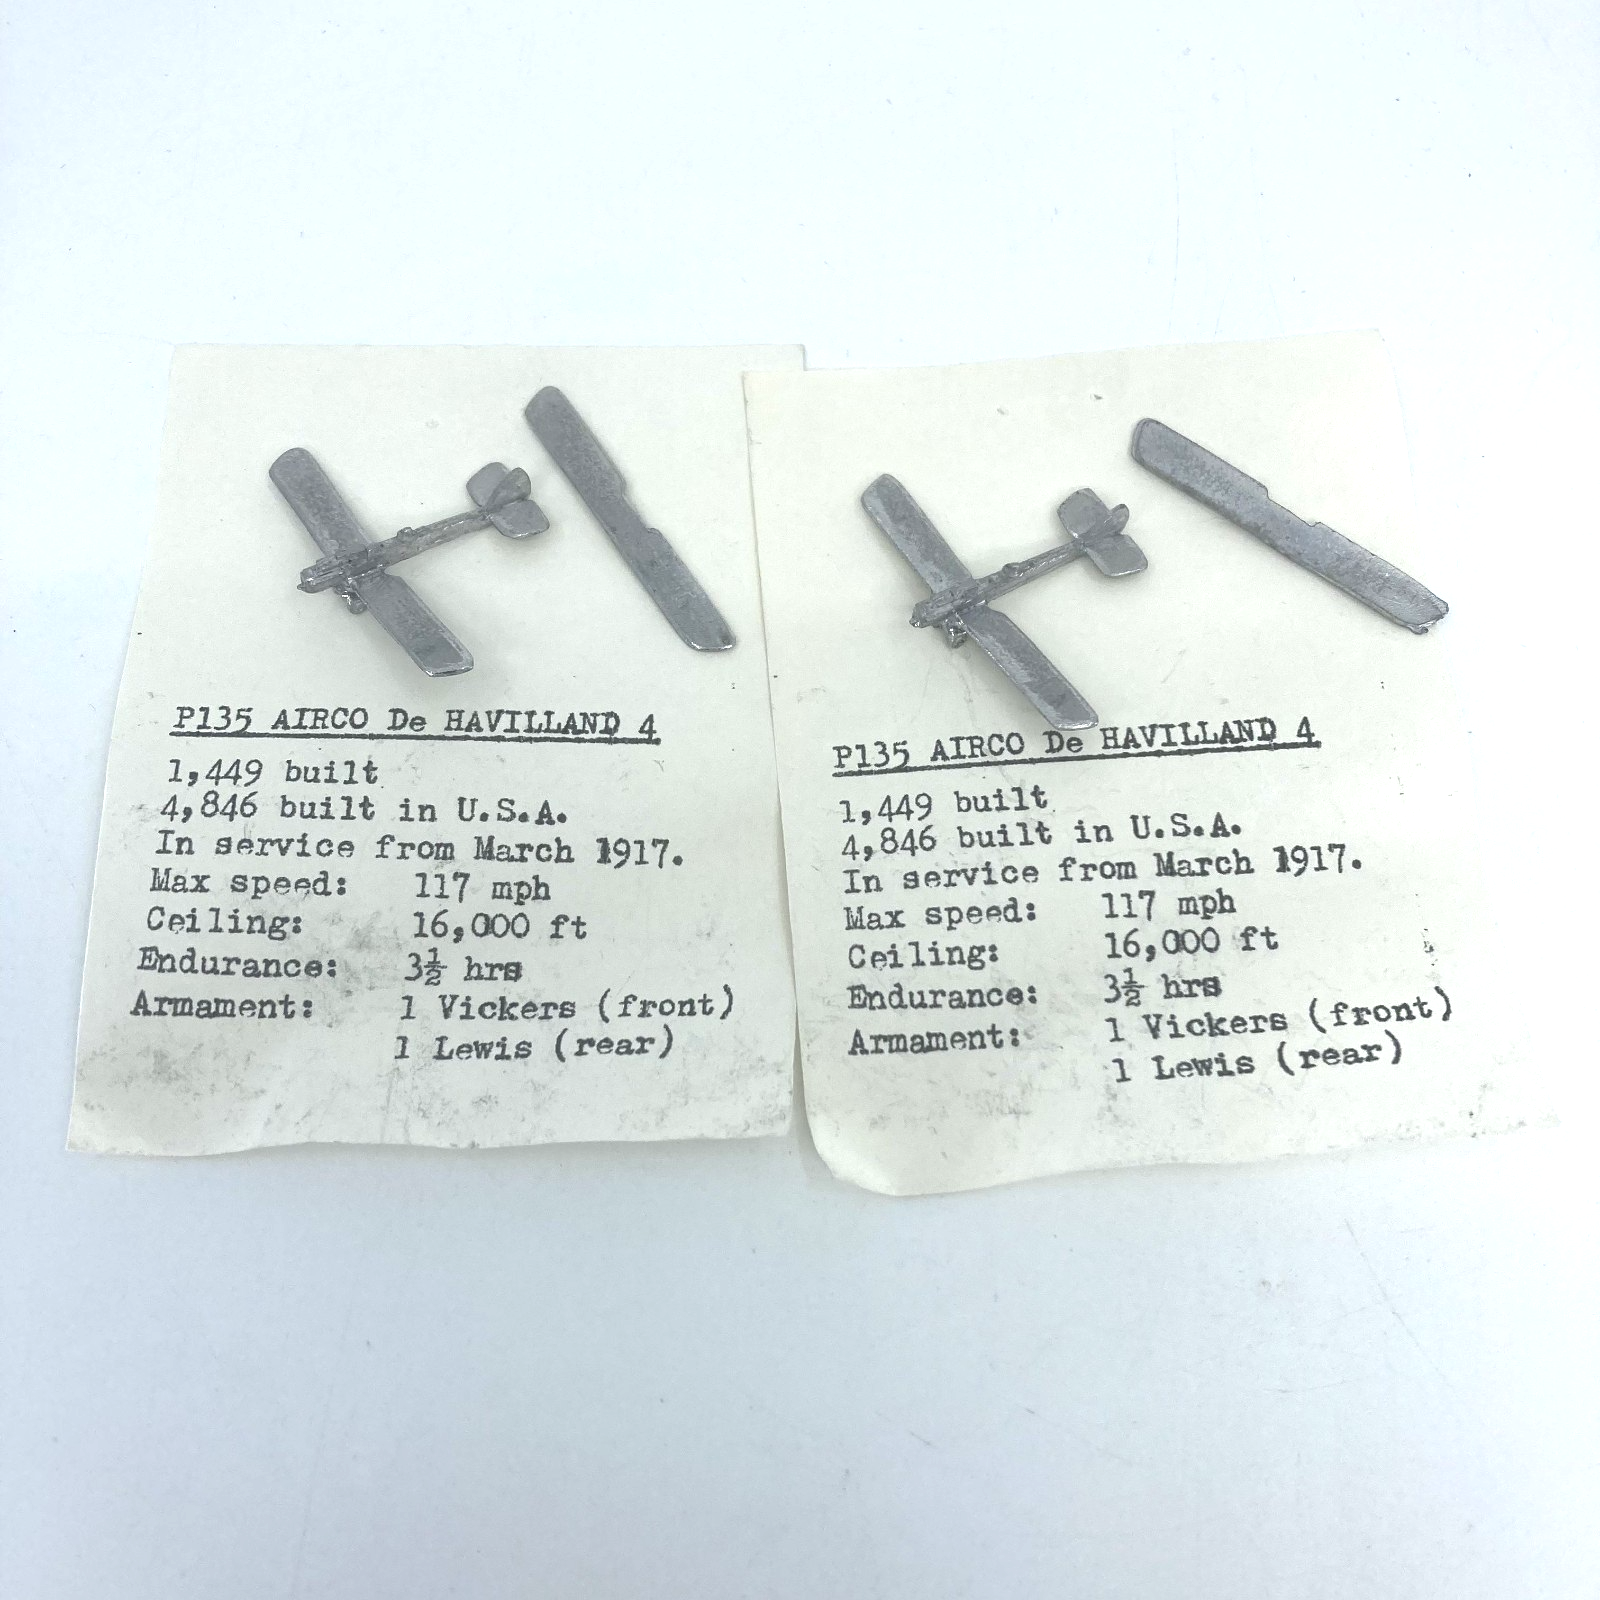 P135 AIRCO De HAVILLAND 4
1,449 built
4,846 built in U.S.A.
In service from March 1917.
Max speed: 117 mph
Ceiling: 16,000 ft
Endurance: 3½ hrs
Armament: 1 Vickers (front)
1 Lewis (rear)
P135 AIRCO De HAVILLAND 4
1,449 built
4,846 built in U.S.A.
In service from March 1917.
Max speed: 117 mph
Ceiling: 16,000 ft
Endurance: 3½ hrs
Armament: 1 Vickers (front)
1 Lewis (rear)